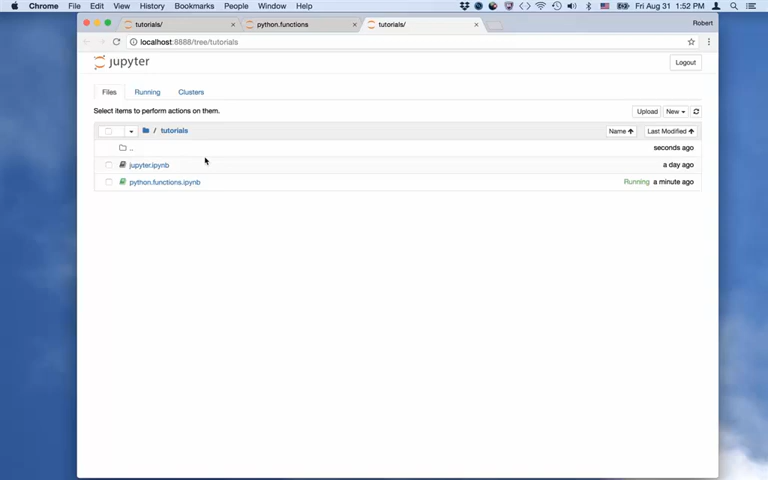 Chrome File Edit View History Bookmarks People Window Help Fri Aug 31 1:52 PM
tutorials/ python.functions tutorials/ Robert
localhost:8888/tree/tutorials
jupyter Logout
Files Running Clusters
Select items to perform actions on them. Upload New
/ tutorials Name Last Modified
.. seconds ago
jupyter.ipynb a day ago
python.functions.ipynb Running a minute ago